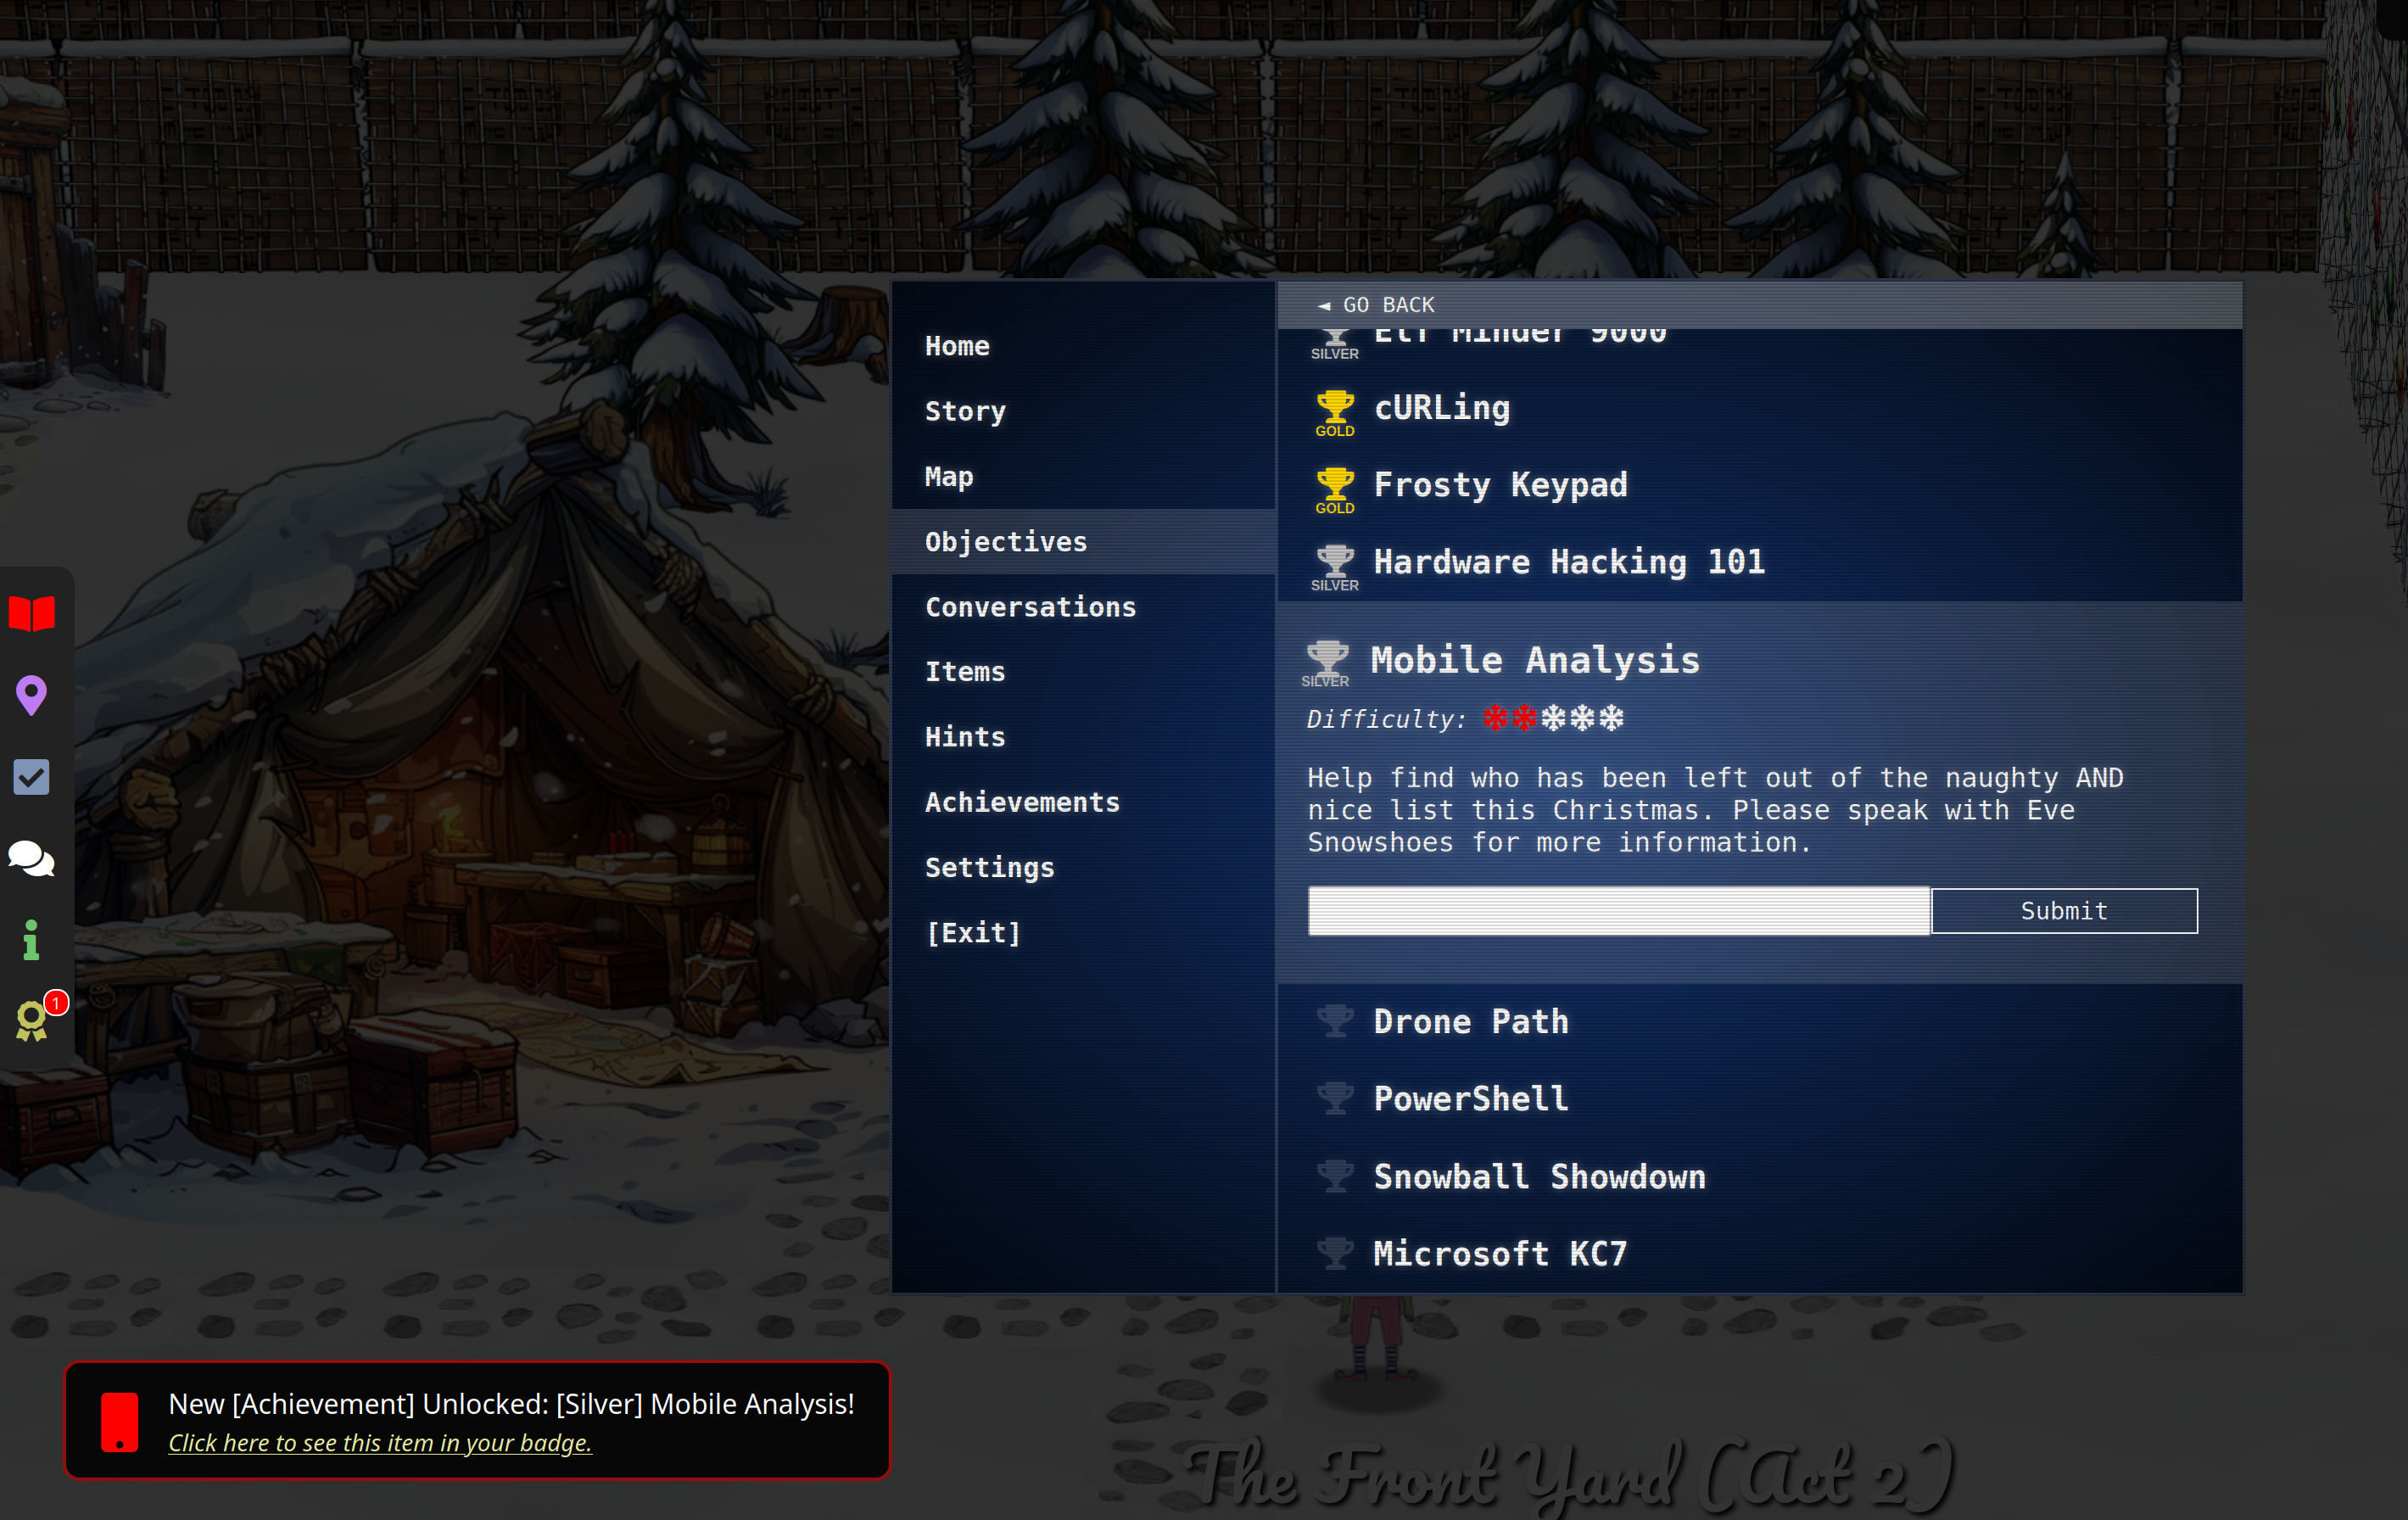 ◄ GO BACK
Home
Story
Map
Objectives
Conversations
Items
Hints
Achievements
Settings
[Exit]
Elf Minder 9000
SILVER
cURLing
GOLD
Frosty Keypad
GOLD
Hardware Hacking 101
SILVER
Mobile Analysis
SILVER
Difficulty:
Help find who has been left out of the naughty AND
nice list this Christmas. Please speak with Eve
Snowshoes for more information.
Submit
Drone Path
PowerShell
Snowball Showdown
Microsoft KC7
1
New [Achievement] Unlocked: [Silver] Mobile Analysis!
Click here to see this item in your badge.
The Front Yard (Act 2)